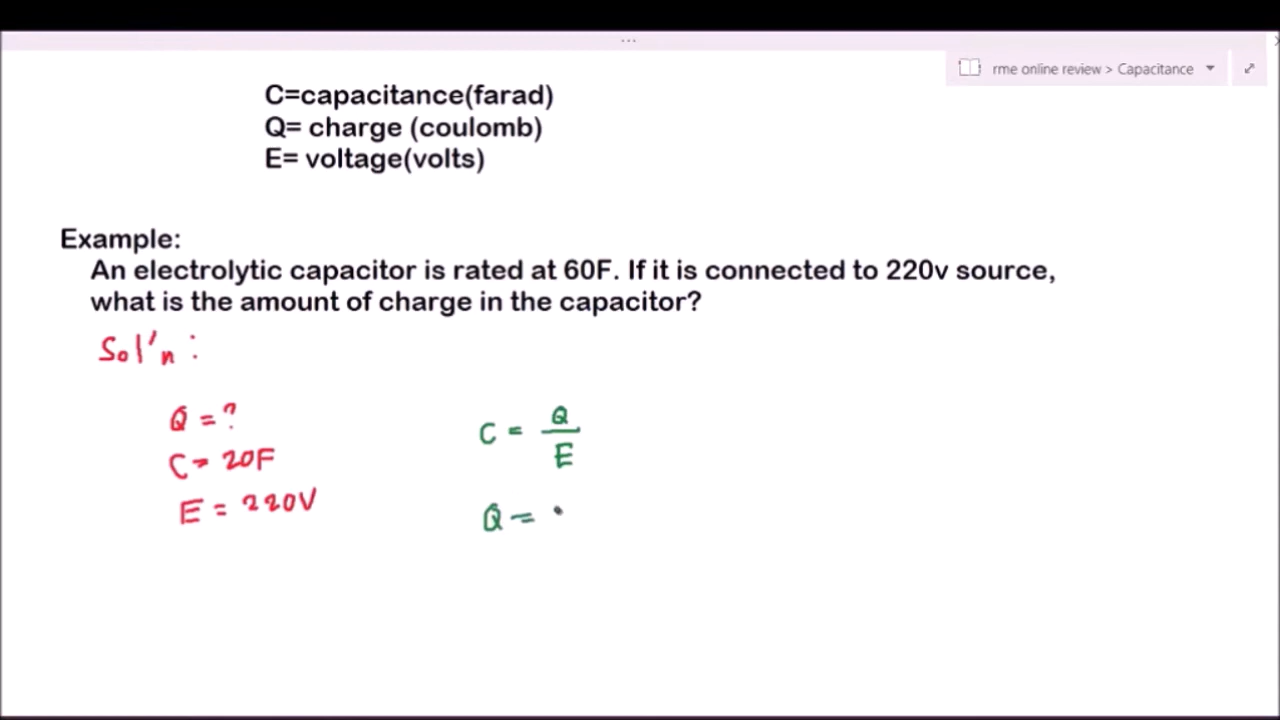 ...
rme online review > Capacitance
C=capacitance(farad)
Q= charge (coulomb)
E= voltage(volts)
Example:
An electrolytic capacitor is rated at 60F. If it is connected to 220v source,
what is the amount of charge in the capacitor?
Sol'n :
Q = ?
C = 20F
E = 220V
C = Q
E
Q =